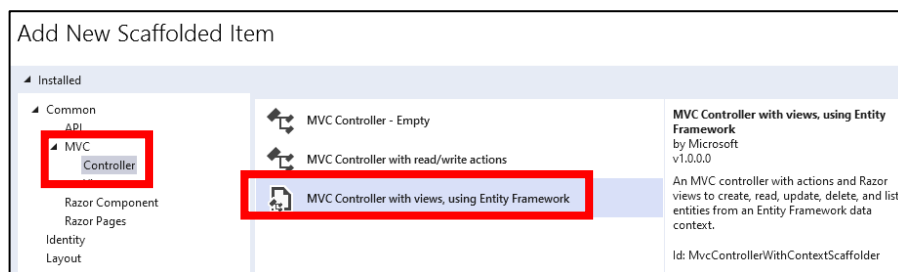 Add New Scaffolded Item
Installed
Common
API
MVC
Controller
Razor Component
Razor Pages
Identity
Layout
MVC Controller - Empty
MVC Controller with read/write actions
MVC Controller with views, using Entity Framework
MVC Controller with views, using Entity
Framework
by Microsoft
v1.0.0.0
An MVC controller with actions and Razor
views to create, read, update, delete, and list
entities from an Entity Framework data
context.
Id: MvcControllerWithContextScaffolder